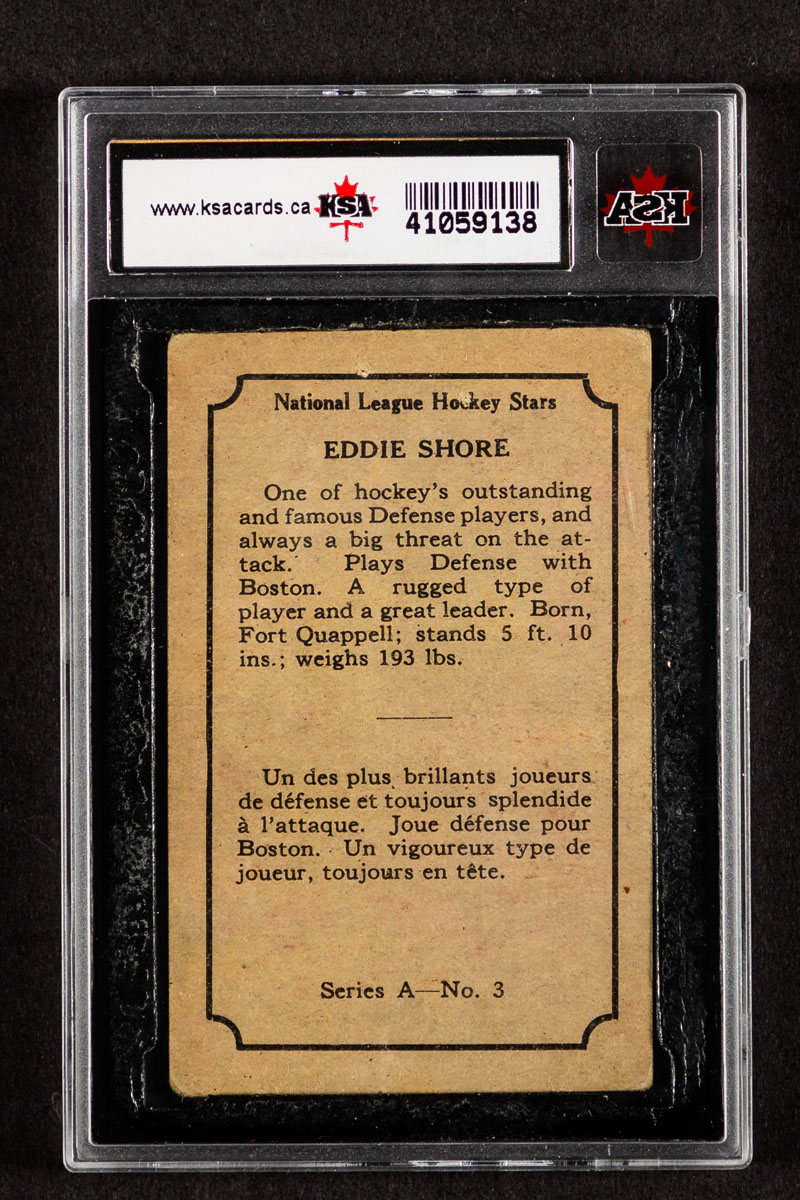 www.ksacards.ca KSA 41059138
KSA
National League Hockey Stars
EDDIE SHORE
One of hockey's outstanding
and famous Defense players, and
always a big threat on the at-
tack. Plays Defense with
Boston. A rugged type of
player and a great leader. Born,
Fort Quappell; stands 5 ft. 10
ins.; weighs 193 lbs.
Un des plus brillants joueurs
de défense et toujours splendide
à l'attaque. Joue défense pour
Boston. Un vigoureux type de
joueur, toujours en tête.
Series A—No. 3